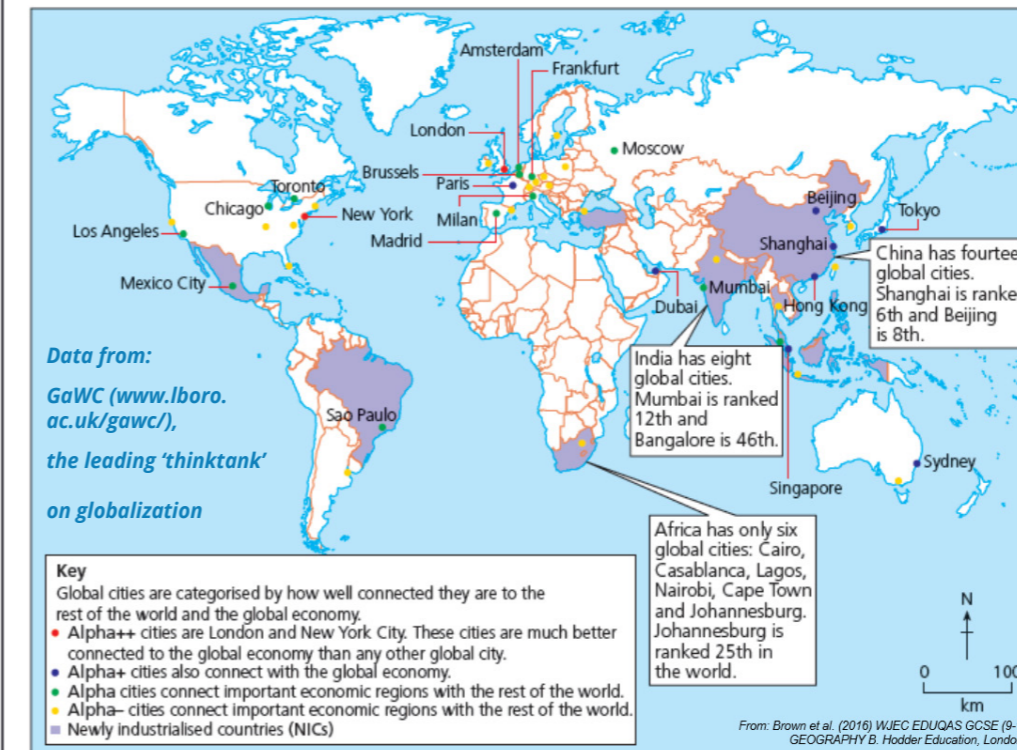 Amsterdam
Frankfurt
London
Moscow
Brussels
Paris
Toronto
Chicago
New York
Milan
Madrid
Los Angeles
Mexico City
Beijing
Tokyo
Shanghai
Dubai
Mumbai
Hong Kong
China has fourtee
global cities.
Shanghai is ranke
6th and Beijing
is 8th.
India has eight
global cities.
Mumbai is ranked
12th and
Bangalore is 46th.
Data from:
GaWC (www.lboro.
ac.uk/gawc/),
the leading ‘thinktank’
on globalization
Sao Paulo
Sydney
Singapore
Africa has only six
global cities: Cairo,
Casablanca, Lagos,
Nairobi, Cape Town
and Johannesburg.
Johannesburg is
ranked 25th in
the world.
Key
Global cities are categorised by how well connected they are to the
rest of the world and the global economy.
Alpha++ cities are London and New York City. These cities are much better
connected to the global economy than any other global city.
Alpha+ cities also connect with the global economy.
Alpha cities connect important economic regions with the rest of the world.
Alpha– cities connect important economic regions with the rest of the world.
Newly industrialised countries (NICs)
N
0 100
km
From: Brown et al. (2016) WJEC EDUQAS GCSE (9-
GEOGRAPHY B. Hodder Education, Londo